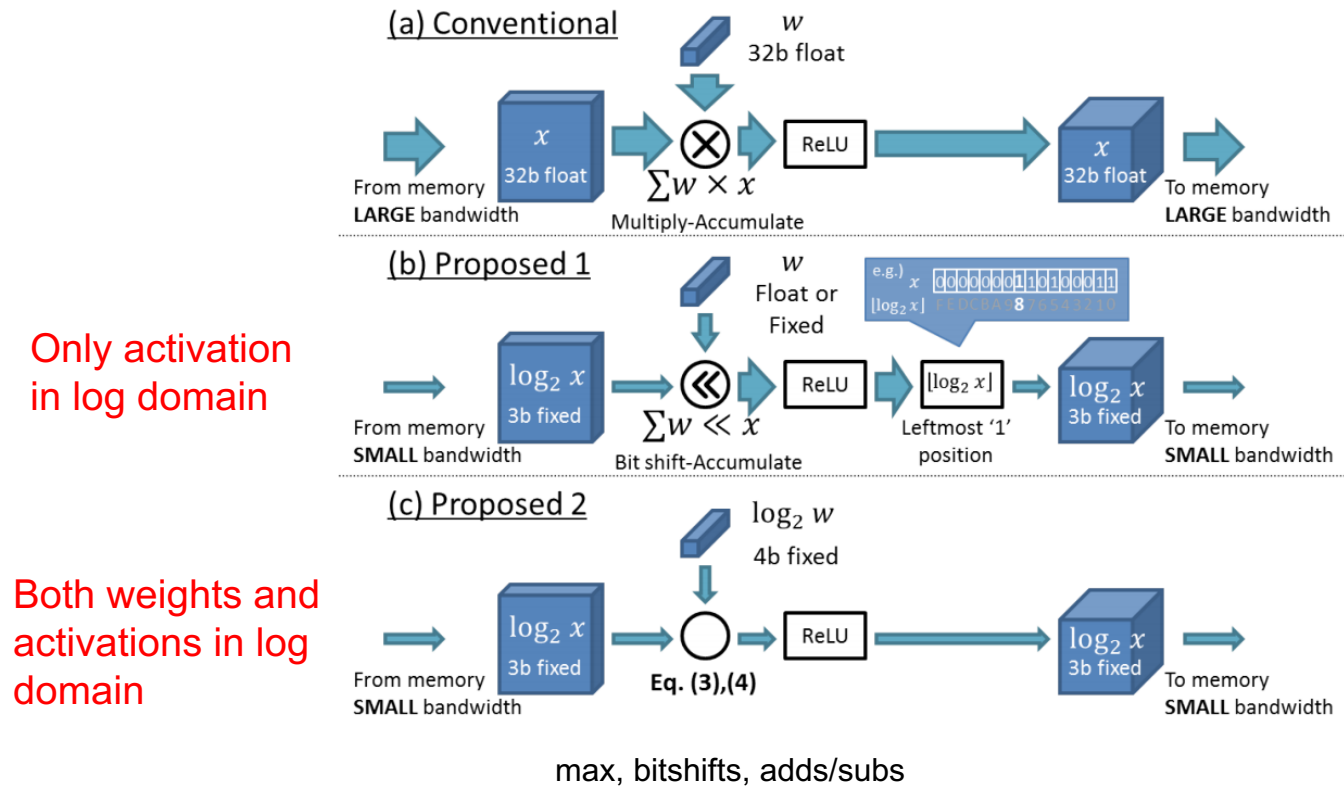 (a) Conventional
w
32b float
x
32b float
ReLU
x
32b float
From memory
LARGE bandwidth
∑w × x
Multiply-Accumulate
To memory
LARGE bandwidth
(b) Proposed 1
w
Float or
Fixed
e.g.) x 0000000110100011
⌊log₂ x⌋ FEDCBA9876543210
Only activation
in log domain
log₂ x
3b fixed
≪
ReLU
⌊log₂ x⌋
log₂ x
3b fixed
From memory
SMALL bandwidth
∑w ≪ x
Bit shift-Accumulate
Leftmost ‘1’
position
To memory
SMALL bandwidth
(c) Proposed 2
log₂ w
4b fixed
Both weights and
activations in log
domain
log₂ x
3b fixed
ReLU
log₂ x
3b fixed
From memory
SMALL bandwidth
Eq. (3),(4)
To memory
SMALL bandwidth
max, bitshifts, adds/subs